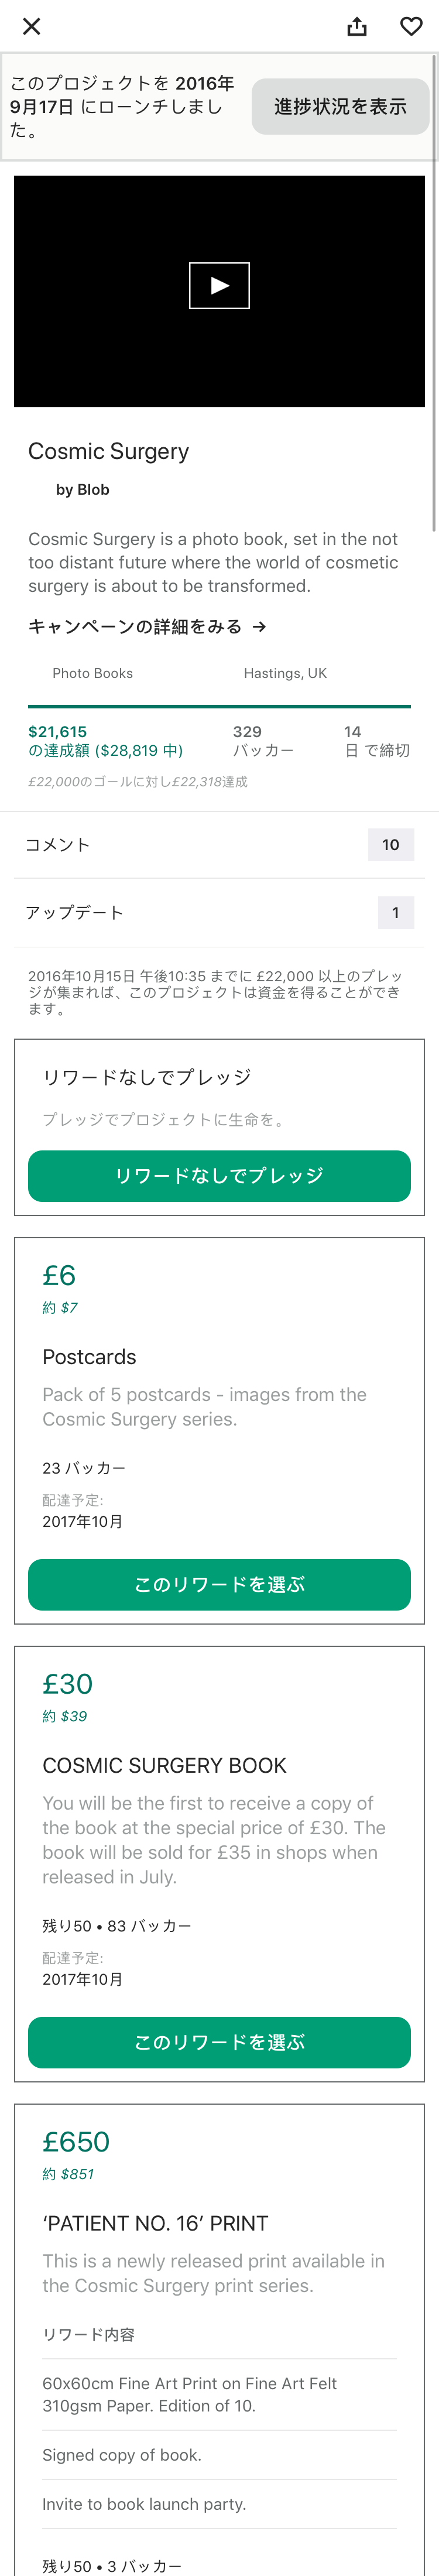 このプロジェクトを 2016年
9月17日 にローンチしまし
た。
進捗状況を表示
Cosmic Surgery
by Blob
Cosmic Surgery is a photo book, set in the not
too distant future where the world of cosmetic
surgery is about to be transformed.
キャンペーンの詳細をみる →
Photo Books
Hastings, UK
$21,615
の達成額 ($28,819 中)
329
バッカー
14
日 で締切
£22,000のゴールに対し£22,318達成
コメント
10
アップデート
1
2016年10月15日 午後10:35 までに £22,000 以上のプレッ
ジが集まれば、このプロジェクトは資金を得ることができ
ます。
リワードなしでプレッジ
プレッジでプロジェクトに生命を。
リワードなしでプレッジ
£6
約 $7
Postcards
Pack of 5 postcards - images from the
Cosmic Surgery series.
23 バッカー
配達予定:
2017年10月
このリワードを選ぶ
£30
約 $39
COSMIC SURGERY BOOK
You will be the first to receive a copy of
the book at the special price of £30. The
book will be sold for £35 in shops when
released in July.
残り50 • 83 バッカー
配達予定:
2017年10月
このリワードを選ぶ
£650
約 $851
‘PATIENT NO. 16’ PRINT
This is a newly released print available in
the Cosmic Surgery print series.
リワード内容
60x60cm Fine Art Print on Fine Art Felt
310gsm Paper. Edition of 10.
Signed copy of book.
Invite to book launch party.
残り50 • 3 バッカー